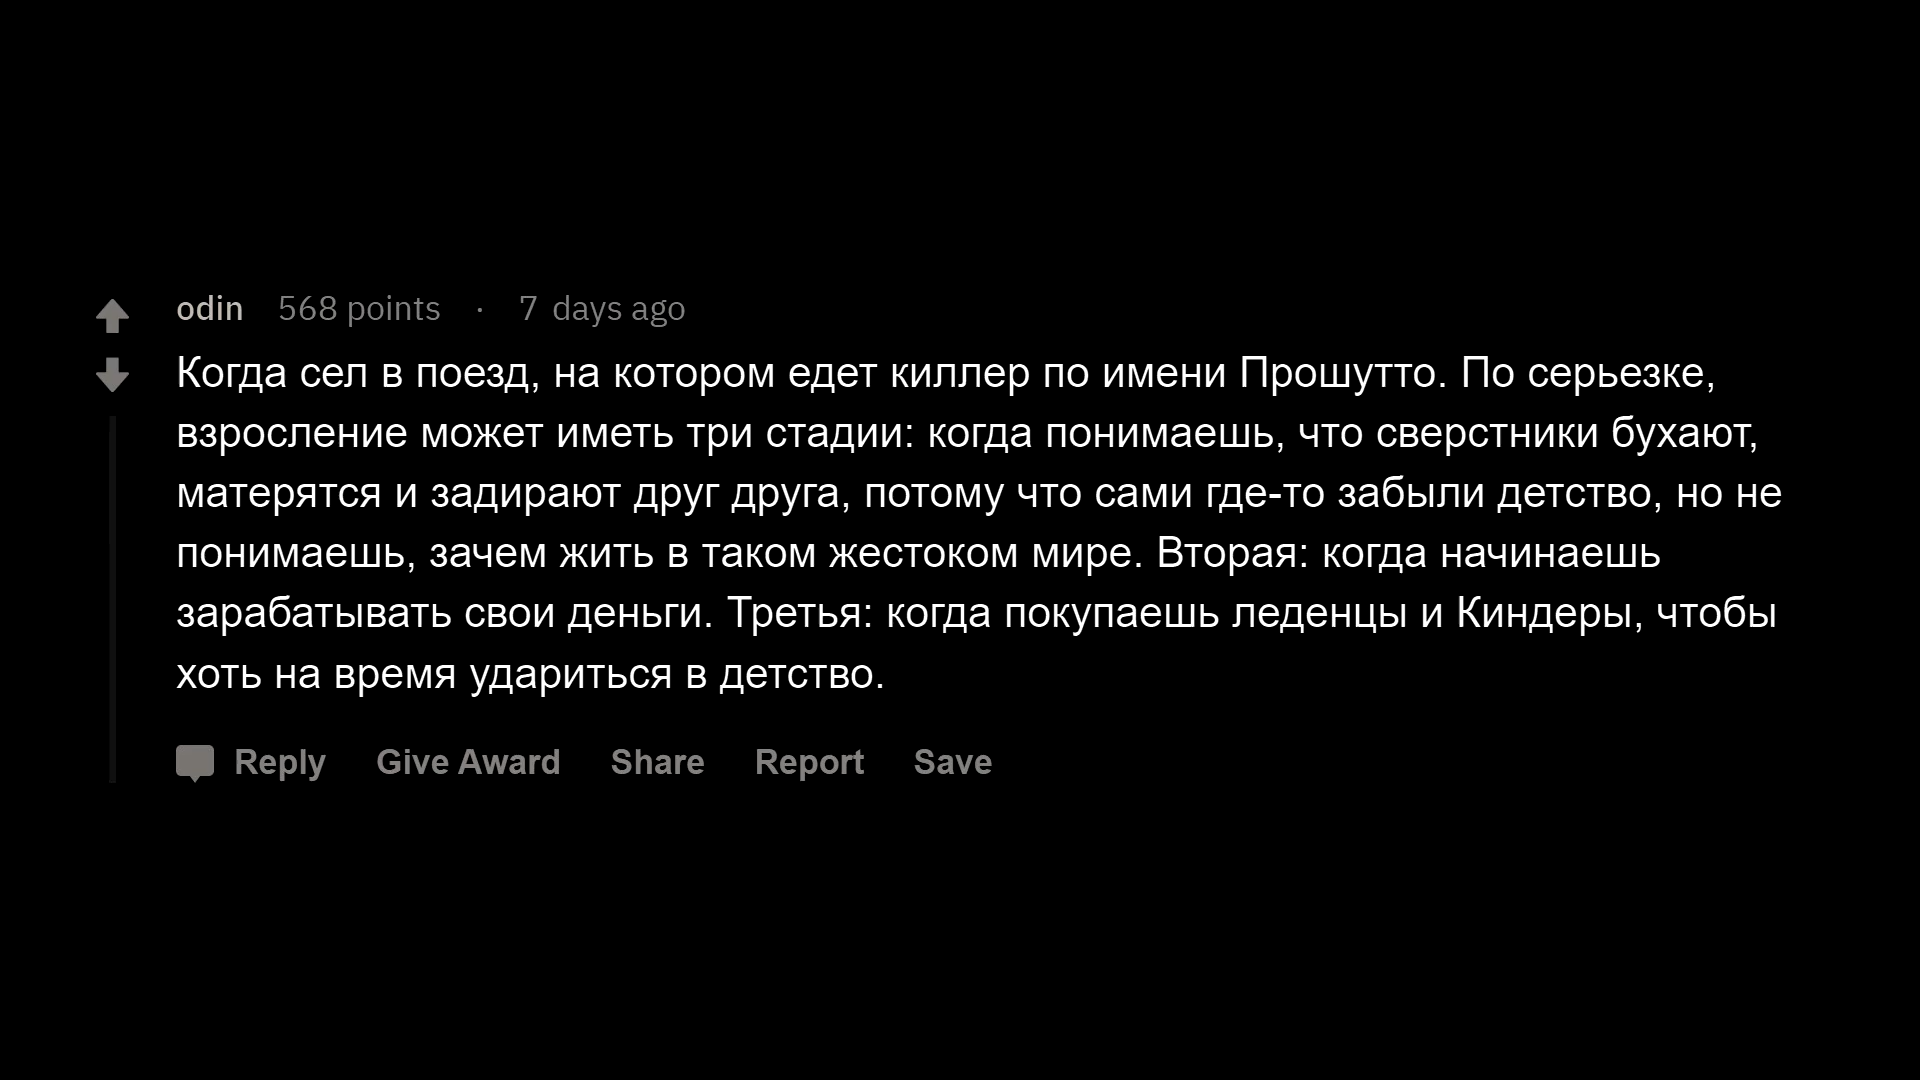 odin 568 points · 7 days ago
Когда сел в поезд, на котором едет киллер по имени Прошутто. По серьезке,
взросление может иметь три стадии: когда понимаешь, что сверстники бухают,
матерятся и задирают друг друга, потому что сами где-то забыли детство, но не
понимаешь, зачем жить в таком жестоком мире. Вторая: когда начинаешь
зарабатывать свои деньги. Третья: когда покупаешь леденцы и Киндеры, чтобы
хоть на время удариться в детство.
Reply Give Award Share Report Save